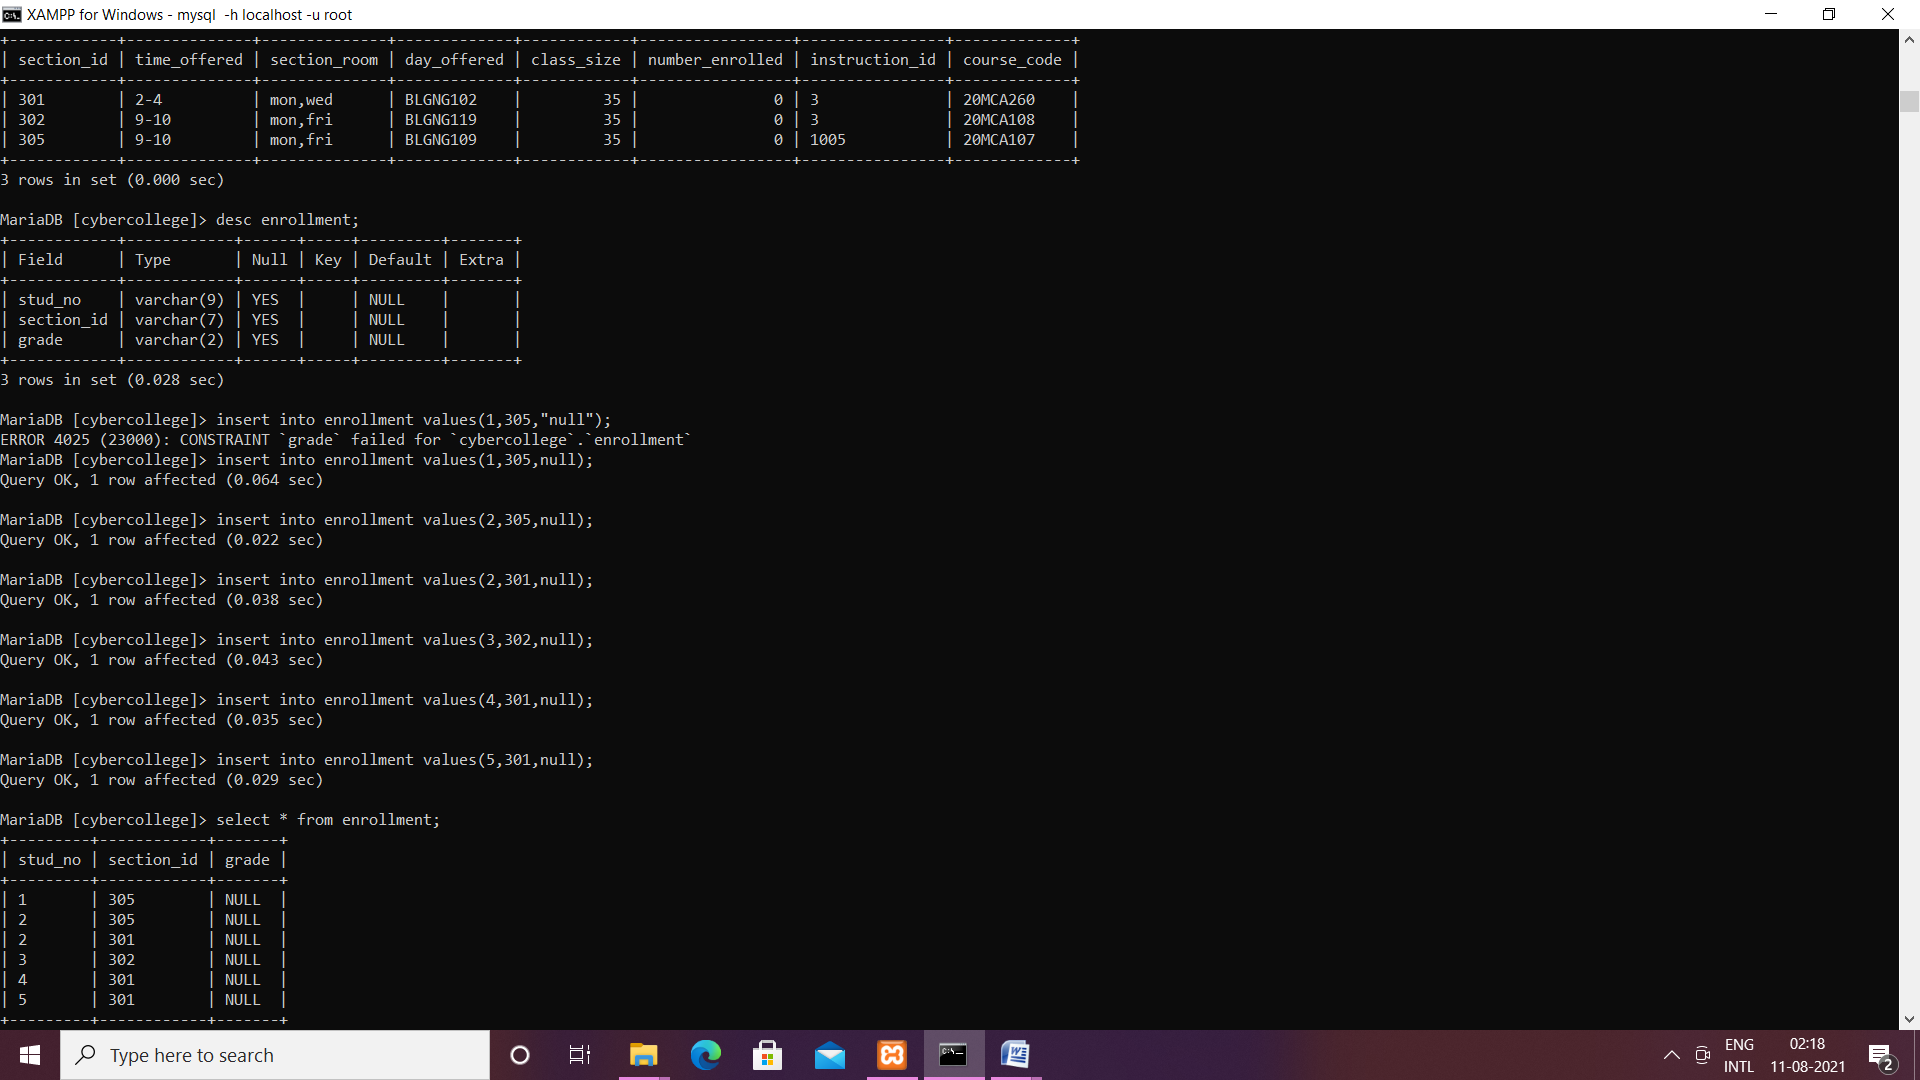 XAMPP for Windows - mysql  -h localhost -u root
+------------+--------------+--------------+-------------+------------+-----------------+----------------+-------------+
| section_id | time_offered | section_room | day_offered | class_size | number_enrolled | instruction_id | course_code |
+------------+--------------+--------------+-------------+------------+-----------------+----------------+-------------+
| 301        | 2-4          | mon,wed      | BLGNG102    |         35 |               0 | 3              | 20MCA260    |
| 302        | 9-10         | mon,fri      | BLGNG119    |         35 |               0 | 3              | 20MCA108    |
| 305        | 9-10         | mon,fri      | BLGNG109    |         35 |               0 | 1005           | 20MCA107    |
+------------+--------------+--------------+-------------+------------+-----------------+----------------+-------------+
3 rows in set (0.000 sec)
MariaDB [cybercollege]> desc enrollment;
+------------+------------+------+-----+---------+-------+
| Field      | Type       | Null | Key | Default | Extra |
+------------+------------+------+-----+---------+-------+
| stud_no    | varchar(9) | YES  |     | NULL    |       |
| section_id | varchar(7) | YES  |     | NULL    |       |
| grade      | varchar(2) | YES  |     | NULL    |       |
+------------+------------+------+-----+---------+-------+
3 rows in set (0.028 sec)
MariaDB [cybercollege]> insert into enrollment values(1,305,"null");
ERROR 4025 (23000): CONSTRAINT `grade` failed for `cybercollege`.`enrollment`
MariaDB [cybercollege]> insert into enrollment values(1,305,null);
Query OK, 1 row affected (0.064 sec)
MariaDB [cybercollege]> insert into enrollment values(2,305,null);
Query OK, 1 row affected (0.022 sec)
MariaDB [cybercollege]> insert into enrollment values(2,301,null);
Query OK, 1 row affected (0.038 sec)
MariaDB [cybercollege]> insert into enrollment values(3,302,null);
Query OK, 1 row affected (0.043 sec)
MariaDB [cybercollege]> insert into enrollment values(4,301,null);
Query OK, 1 row affected (0.035 sec)
MariaDB [cybercollege]> insert into enrollment values(5,301,null);
Query OK, 1 row affected (0.029 sec)
MariaDB [cybercollege]> select * from enrollment;
+---------+------------+-------+
| stud_no | section_id | grade |
+---------+------------+-------+
| 1       | 305        | NULL  |
| 2       | 305        | NULL  |
| 2       | 301        | NULL  |
| 3       | 302        | NULL  |
| 4       | 301        | NULL  |
| 5       | 301        | NULL  |
+---------+------------+-------+
Type here to search
ENG
INTL
02:18
11-08-2021
2